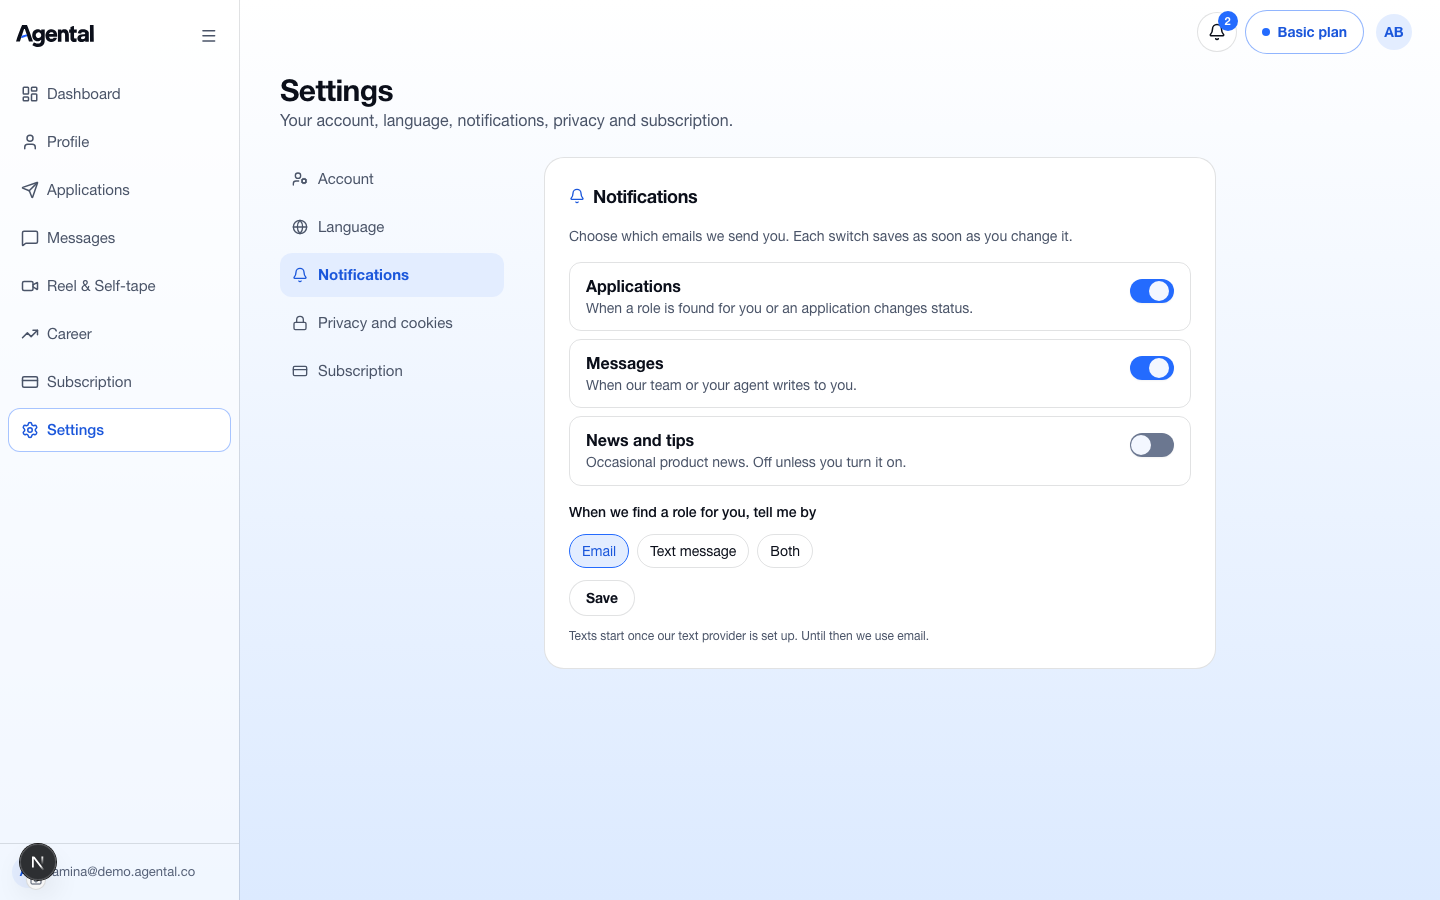 Agental
Dashboard
Profile
Applications
Messages
Reel & Self-tape
Career
Subscription
Settings
N
amina@demo.agental.co
2
Basic plan
AB
Settings
Your account, language, notifications, privacy and subscription.
Account
Language
Notifications
Privacy and cookies
Subscription
Notifications
Choose which emails we send you. Each switch saves as soon as you change it.
Applications
When a role is found for you or an application changes status.
Messages
When our team or your agent writes to you.
News and tips
Occasional product news. Off unless you turn it on.
When we find a role for you, tell me by
Email
Text message
Both
Save
Texts start once our text provider is set up. Until then we use email.